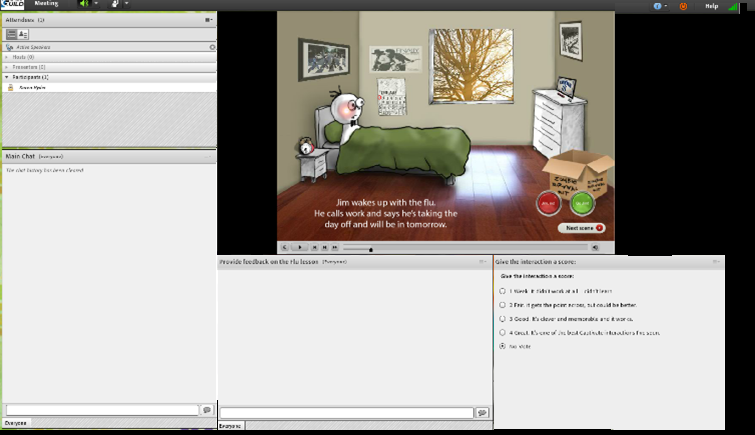 GUILD
Meeting
Help
Attendees (1)
Active Speakers
Hosts (0)
Presenters (0)
Participants (1)
Main Chat (Everyone)
The chat history has been cleared
Everyone
FINALLY
Jim wakes up with the flu.
He calls work and says he's taking the
day off and will be in tomorrow.
Next scene
Provide feedback on the Flu lesson (Everyone)
Everyone
Give the interaction a score:
Give the interaction a score:
1 Weak. It didn't work at all. I didn't learn.
2 Fair. It gets the point across, but could be better.
3 Good. It's clever and memorable and it works.
4 Great. It's one of the best Captivate interactions I've seen.
No Vote